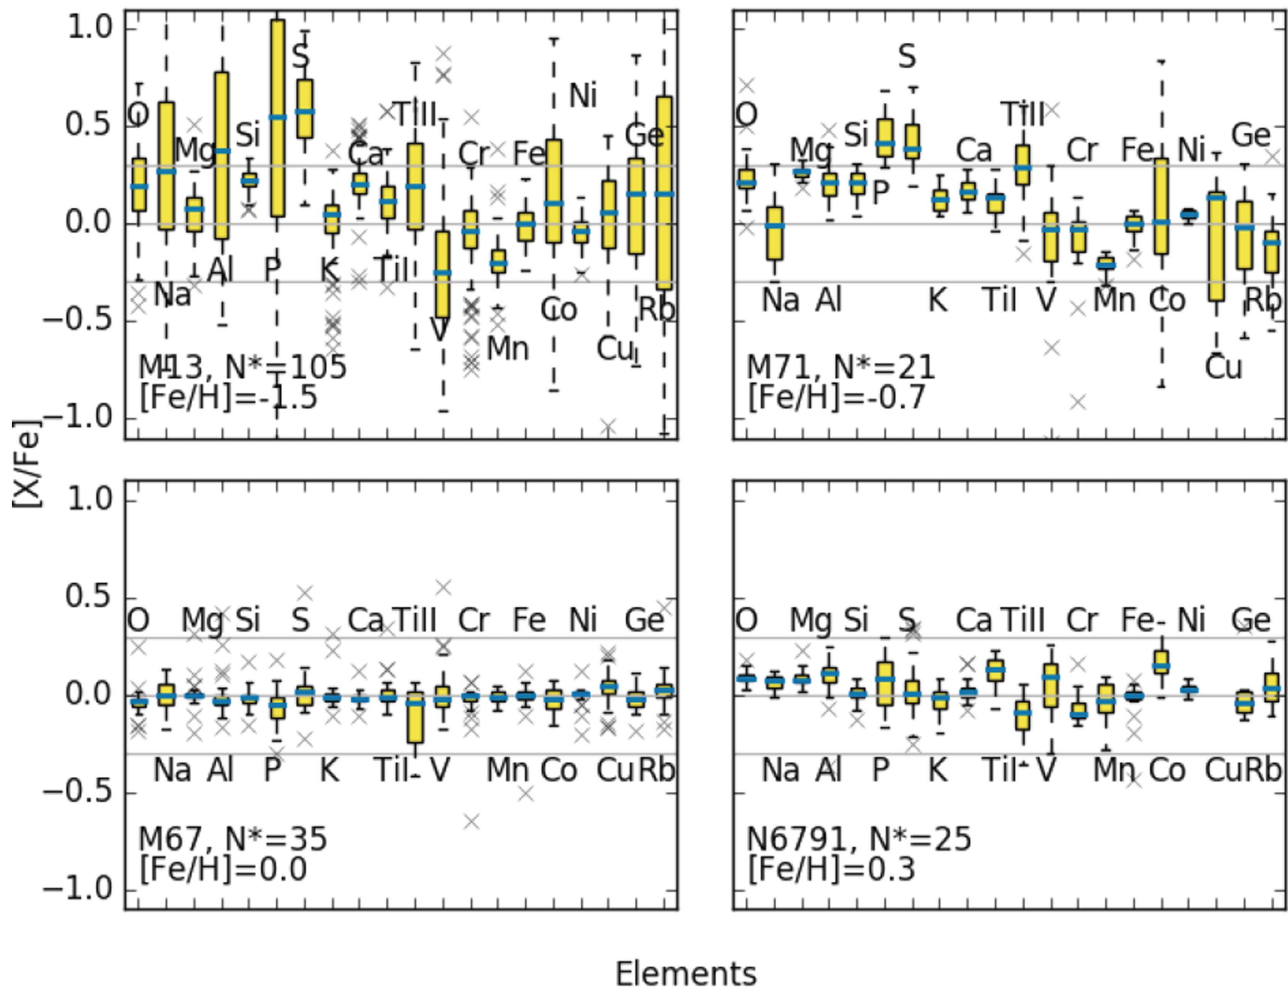 1.0
0.5
0.0
−0.5
−1.0
[X/Fe]
O Mg Si S Ca TiII Cr Fe Ni Ge
Na Al P K TiI V Mn Co Cu Rb
M13, N*=105
[Fe/H]=-1.5
O Mg Si S Ca TiII Cr Fe Ni Ge
Na Al P K TiI V Mn Co Cu Rb
M71, N*=21
[Fe/H]=-0.7
1.0
0.5
0.0
−0.5
−1.0
O Mg Si S Ca TiII Cr Fe Ni Ge
Na Al P K TiI V Mn Co Cu Rb
M67, N*=35
[Fe/H]=0.0
O Mg Si S Ca TiII Cr Fe Ni Ge
Na Al P K TiI V Mn Co Cu Rb
N6791, N*=25
[Fe/H]=0.3
Elements